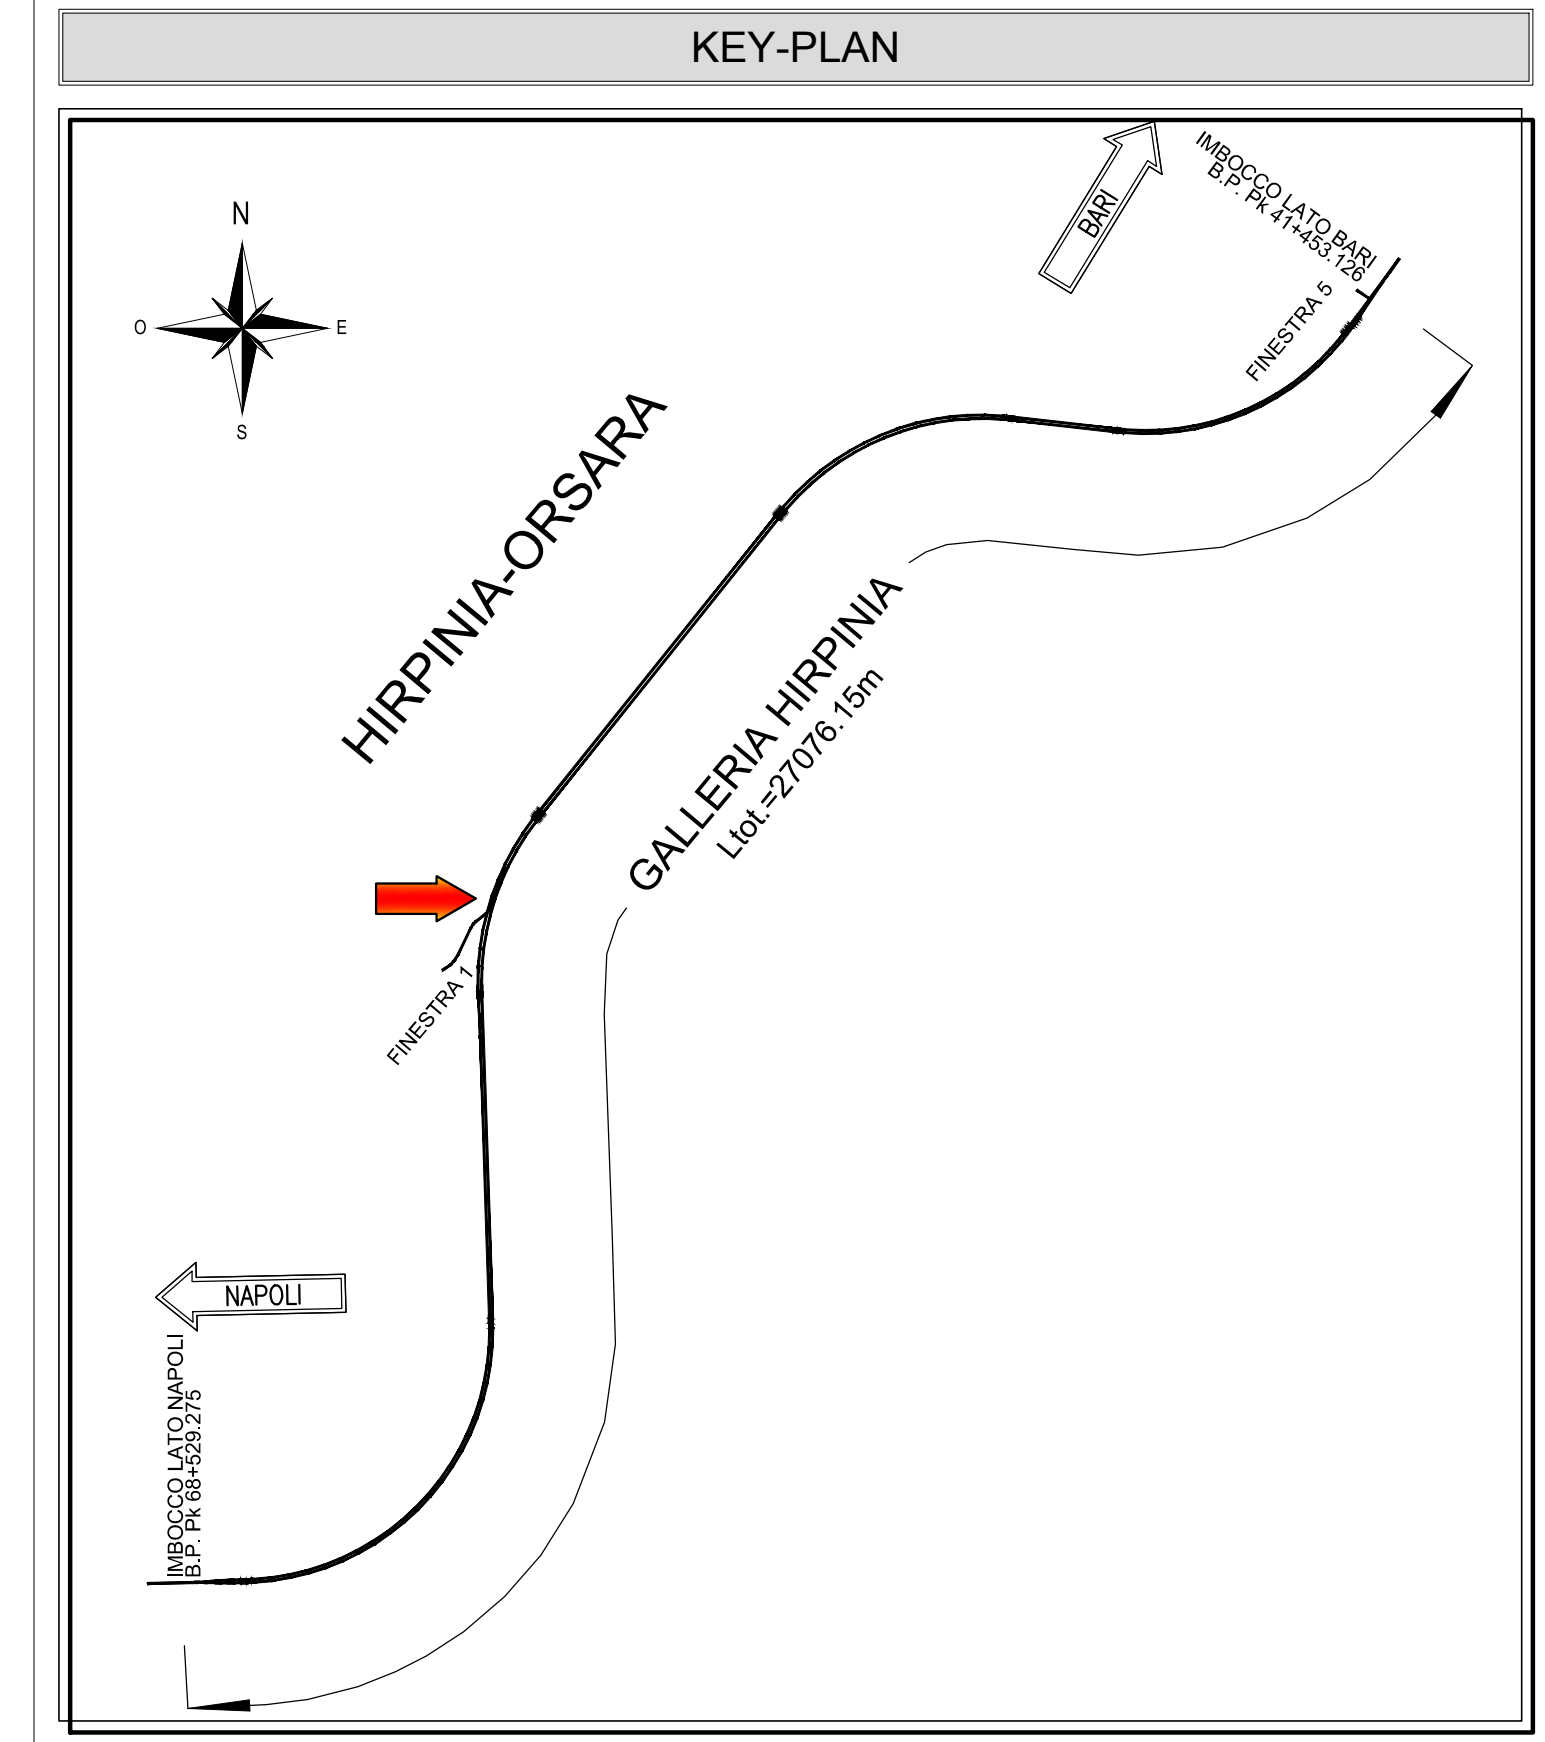 KEY-PLAN
IMBOCCO LATO BARI
B.P. Pk 41+453.126
BARI
N
O
E
S
FINESTRA 5
HIRPINIA-ORSARA
GALLERIA HIRPINIA
Ltot.=27076.15m
FINESTRA 1
NAPOLI
IMBOCCO LATO NAPOLI
B.P. Pk 68+529.275